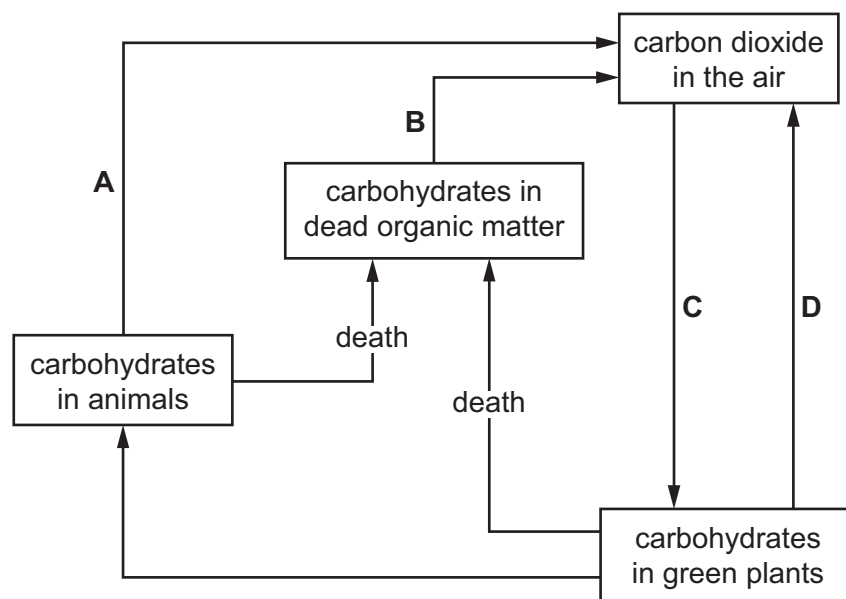 carbon dioxide
in the air
B
A
carbohydrates in
dead organic matter
C
D
death
carbohydrates
in animals
death
carbohydrates
in green plants